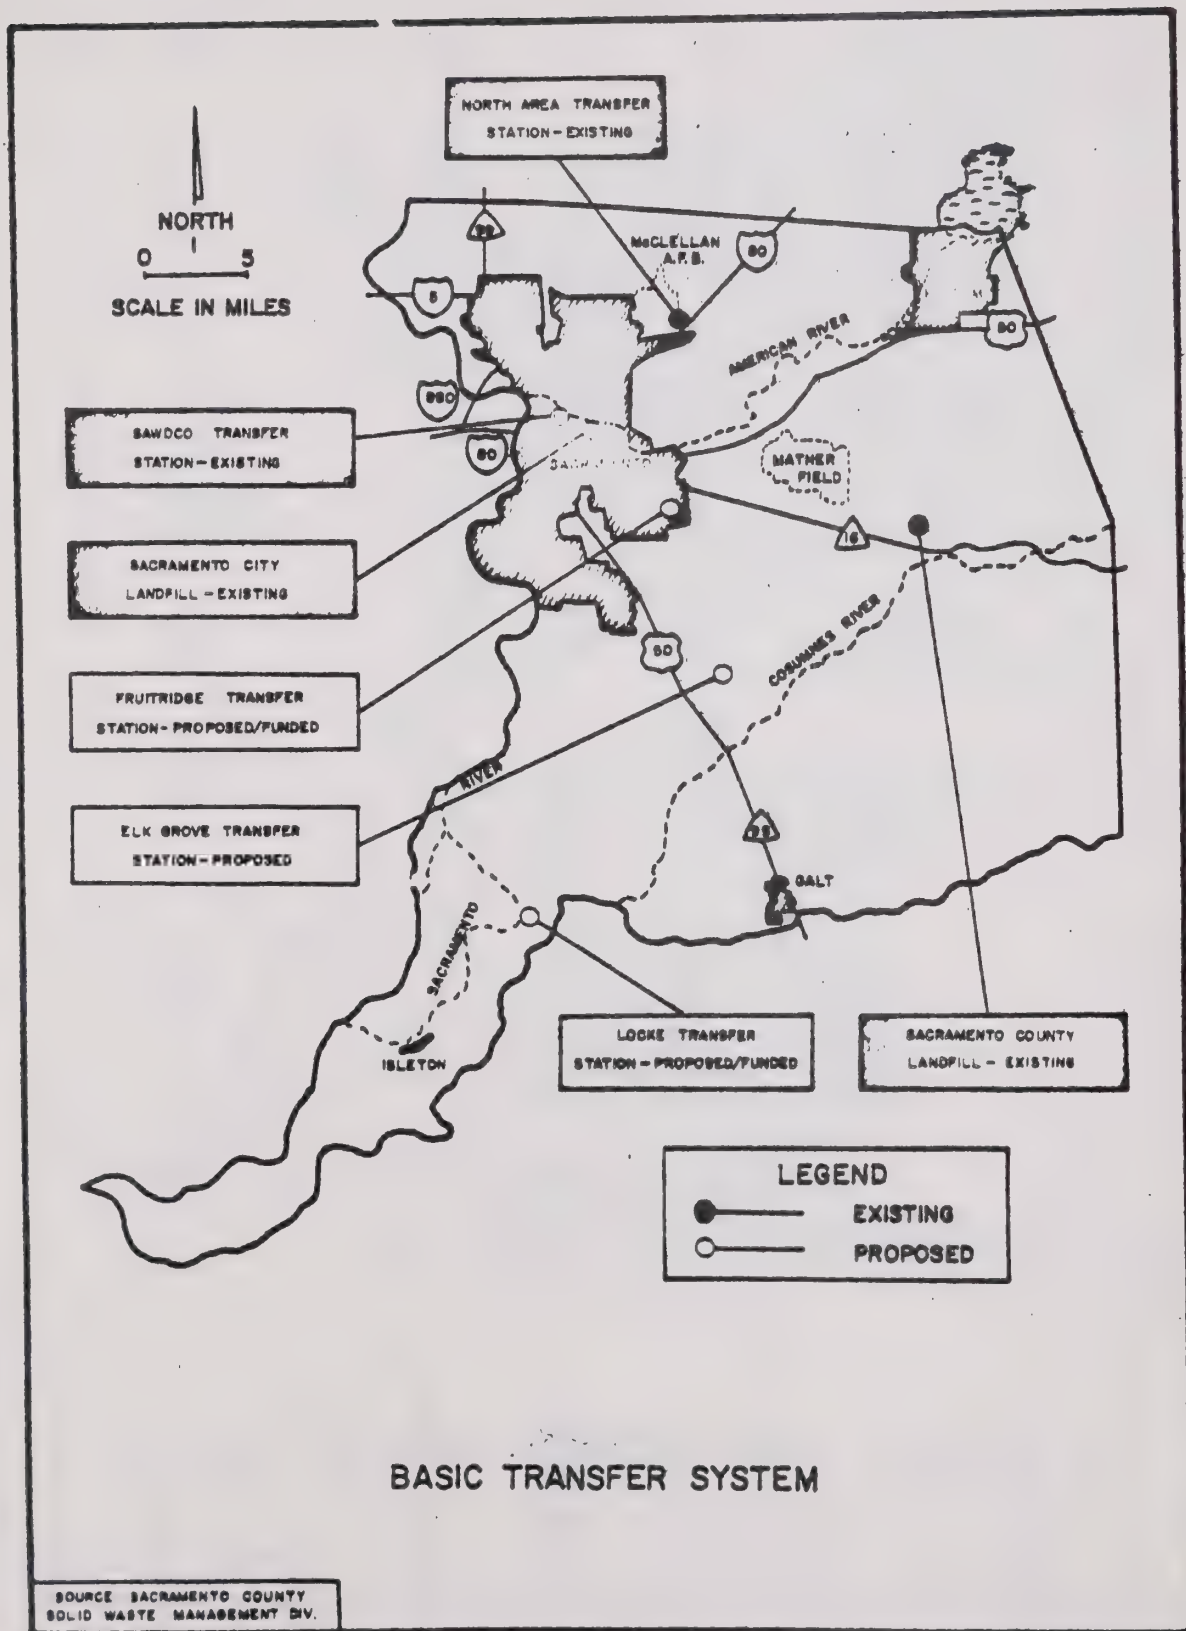 NORTH AREA TRANSFER
STATION-EXISTING
NORTH
0 5
SCALE IN MILES
99
McCLELLAN
A.F.B.
80
5
AMERICAN RIVER
50
880
80
SAWDCO TRANSFER
STATION-EXISTING
MATHER
FIELD
16
SACRAMENTO CITY
LANDFILL-EXISTING
COSUMNES RIVER
50
FRUITRIDGE TRANSFER
STATION-PROPOSED/FUNDED
RIVER
ELK GROVE TRANSFER
STATION-PROPOSED
99
GALT
SACRAMENTO
ISLETON
LOCKE TRANSFER
STATION-PROPOSED/FUNDED
SACRAMENTO COUNTY
LANDFILL-EXISTING
LEGEND
EXISTING
PROPOSED
BASIC TRANSFER SYSTEM
SOURCE SACRAMENTO COUNTY
SOLID WASTE MANAGEMENT DIV.